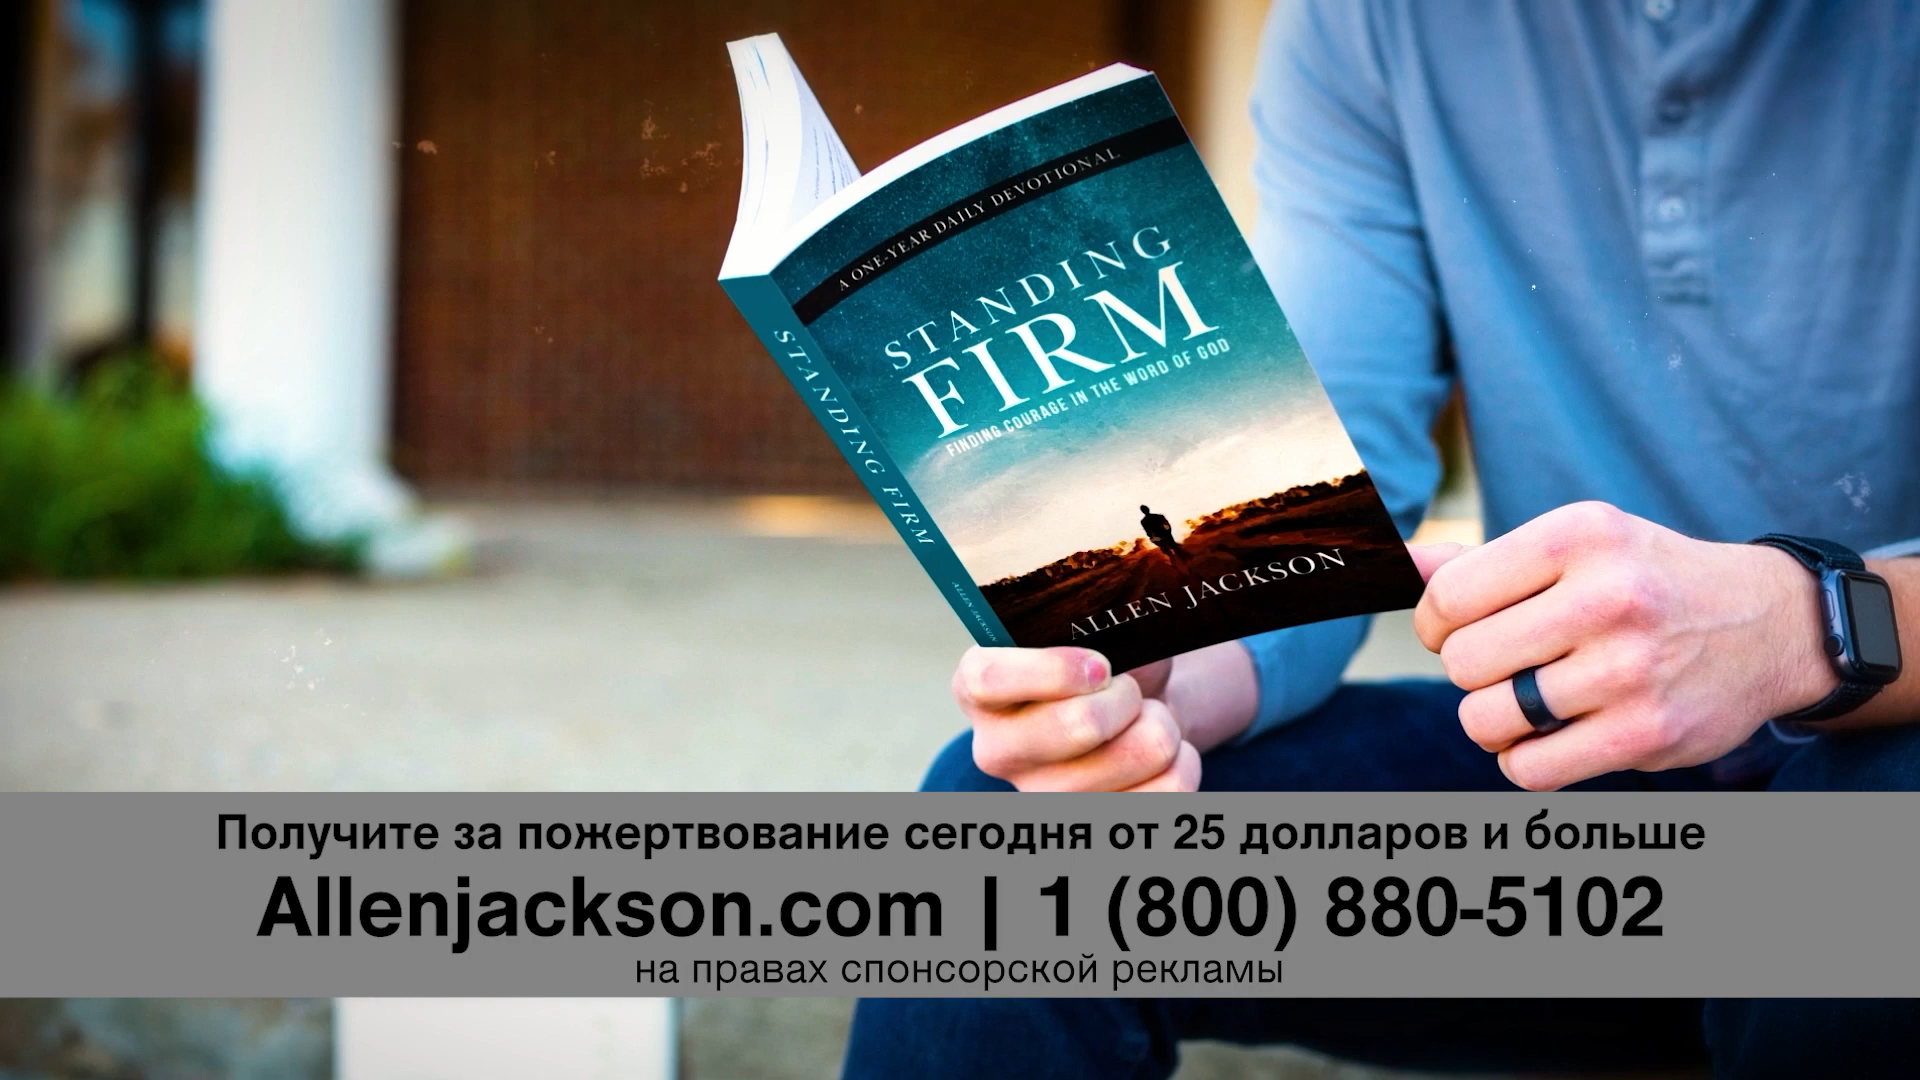 A ONE-YEAR DAILY DEVOTIONAL
STANDING
FIRM
FINDING COURAGE IN THE WORD OF GOD
ALLEN JACKSON
STANDING FIRM
ALLEN JACKSON
Получите за пожертвование сегодня от 25 долларов и больше
Allenjackson.com | 1 (800) 880-5102
на правах спонсорской рекламы